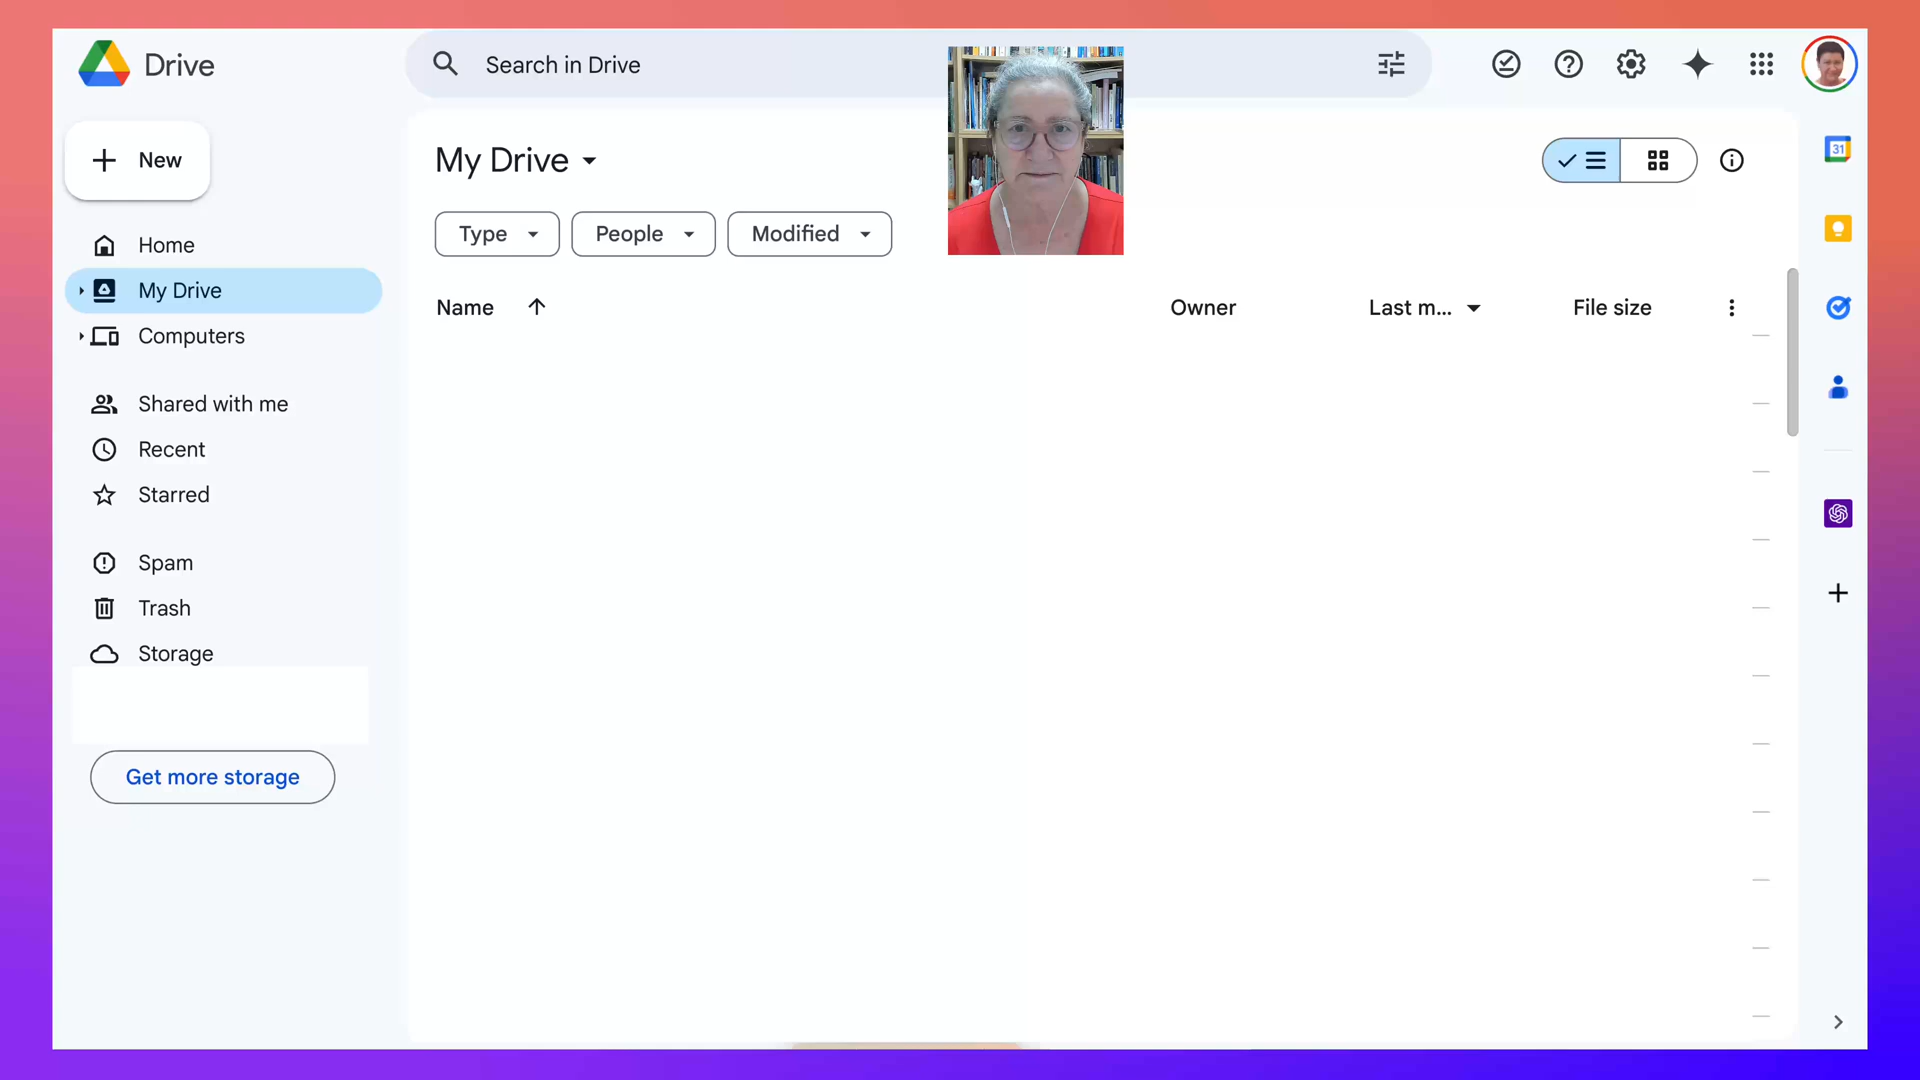 Drive
Search in Drive
New
My Drive
31
Type
People
Modified
Home
My Drive
Computers
Name
Owner
Last m...
File size
Shared with me
Recent
Starred
Spam
Trash
Storage
Get more storage